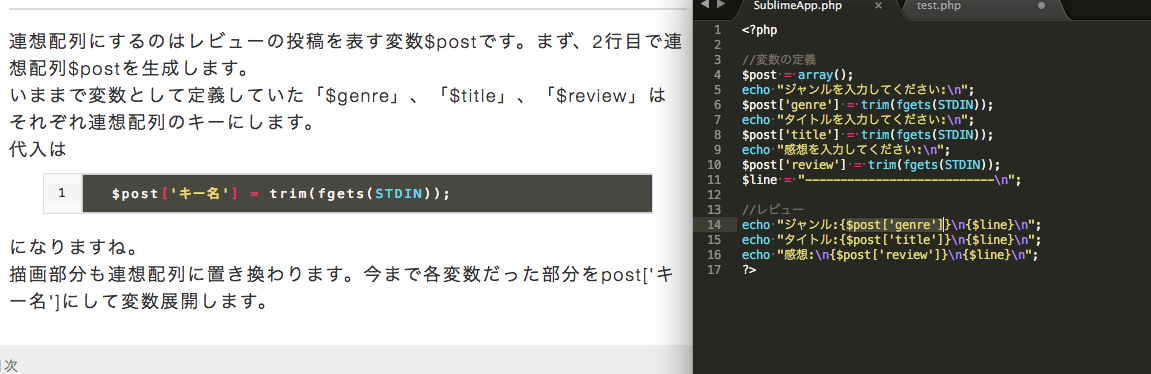 連想配列にするのはレビューの投稿を表す変数$postです。まず、2行目で連
想配列$postを生成します。
いままで変数として定義していた「$genre」、「$title」、「$review」は
それぞれ連想配列のキーにします。
代入は
1 $post['キー名'] = trim(fgets(STDIN));
になりますね。
描画部分も連想配列に置き換わります。今まで各変数だった部分をpost['キ
ー名']にして変数展開します。
次
SublimeApp.php × test.php
1 <?php
2
3 //変数の定義
4 $post = array();
5 echo "ジャンルを入力してください:\n";
6 $post['genre'] = trim(fgets(STDIN));
7 echo "タイトルを入力してください:\n";
8 $post['title'] = trim(fgets(STDIN));
9 echo "感想を入力してください:\n";
10 $post['review'] = trim(fgets(STDIN));
11 $line = "---------------------------\n";
12
13 //レビュー
14 echo "ジャンル:{$post['genre']}\n{$line}\n";
15 echo "タイトル:{$post['title']}\n{$line}\n";
16 echo "感想:\n{$post['review']}\n{$line}\n";
17 ?>